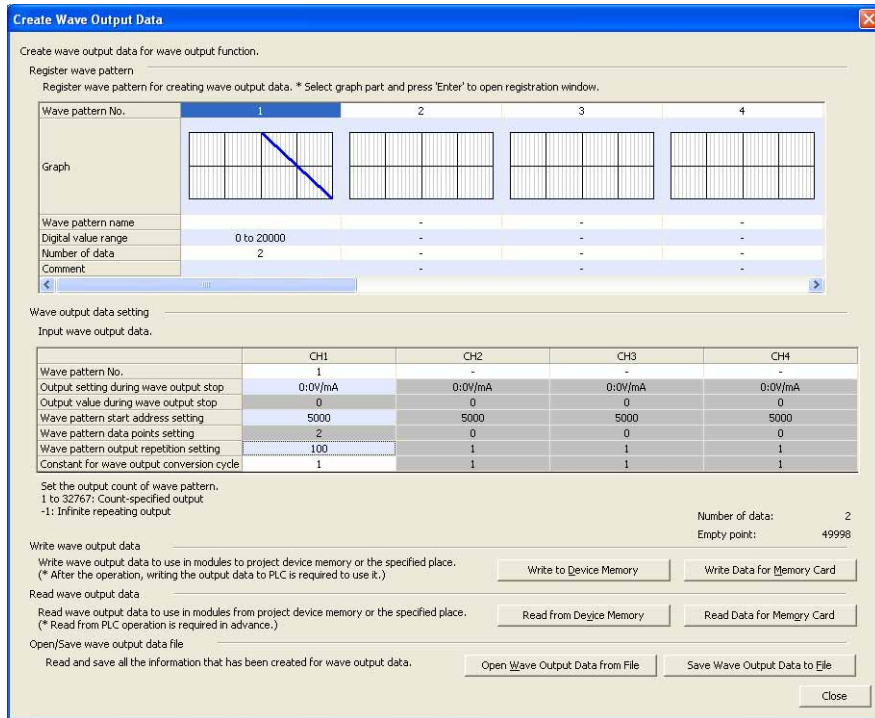 Create Wave Output Data
Create wave output data for wave output function.
Register wave pattern
Register wave pattern for creating wave output data. * Select graph part and press 'Enter' to open registration window.
Wave pattern No. 1 2 3 4
Graph
Wave pattern name - - -
Digital value range 0 to 20000 - - -
Number of data 2 - - -
Comment - - -
Wave output data setting
Input wave output data.
CH1 CH2 CH3 CH4
Wave pattern No. 1 - - -
Output setting during wave output stop 0:0V/mA 0:0V/mA 0:0V/mA 0:0V/mA
Output value during wave output stop 0 0 0 0
Wave pattern start address setting 5000 5000 5000 5000
Wave pattern data points setting 2 0 0 0
Wave pattern output repetition setting 100 1 1 1
Constant for wave output conversion cycle 1 1 1 1
Set the output count of wave pattern.
1 to 32767: Count-specified output
-1: Infinite repeating output
Number of data: 2
Empty point: 49998
Write wave output data
Write wave output data to use in modules to project device memory or the specified place.
(* After the operation, writing the output data to PLC is required to use it.)
Write to Device Memory
Write Data for Memory Card
Read wave output data
Read wave output data to use in modules from project device memory or the specified place.
(* Read from PLC operation is required in advance.)
Read from Device Memory
Read Data for Memory Card
Open/Save wave output data file
Read and save all the information that has been created for wave output data.
Open Wave Output Data from File
Save Wave Output Data to File
Close